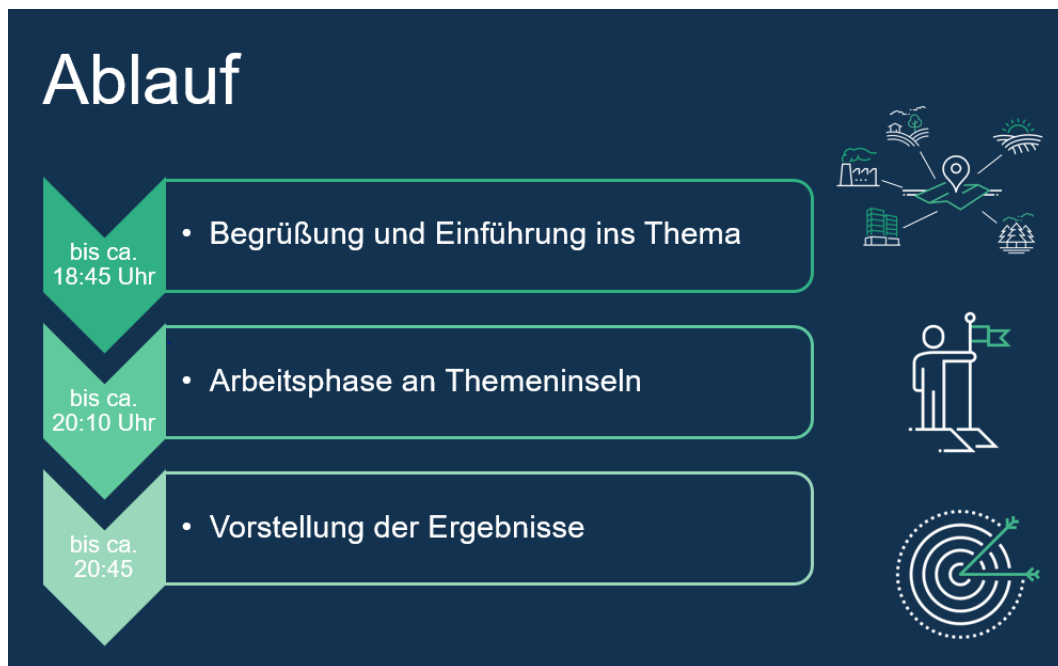 Ablauf
bis ca.
18:45 Uhr
• Begrüßung und Einführung ins Thema
bis ca.
20:10 Uhr
• Arbeitsphase an Themeninseln
bis ca.
20:45
• Vorstellung der Ergebnisse